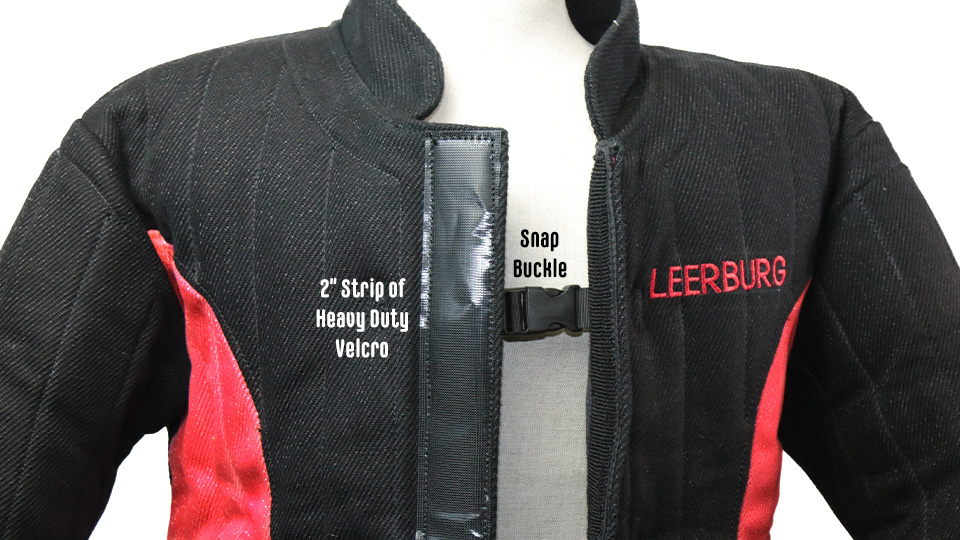 Snap
Buckle
LEERBURG
2" Strip of
Heavy Duty
Velcro